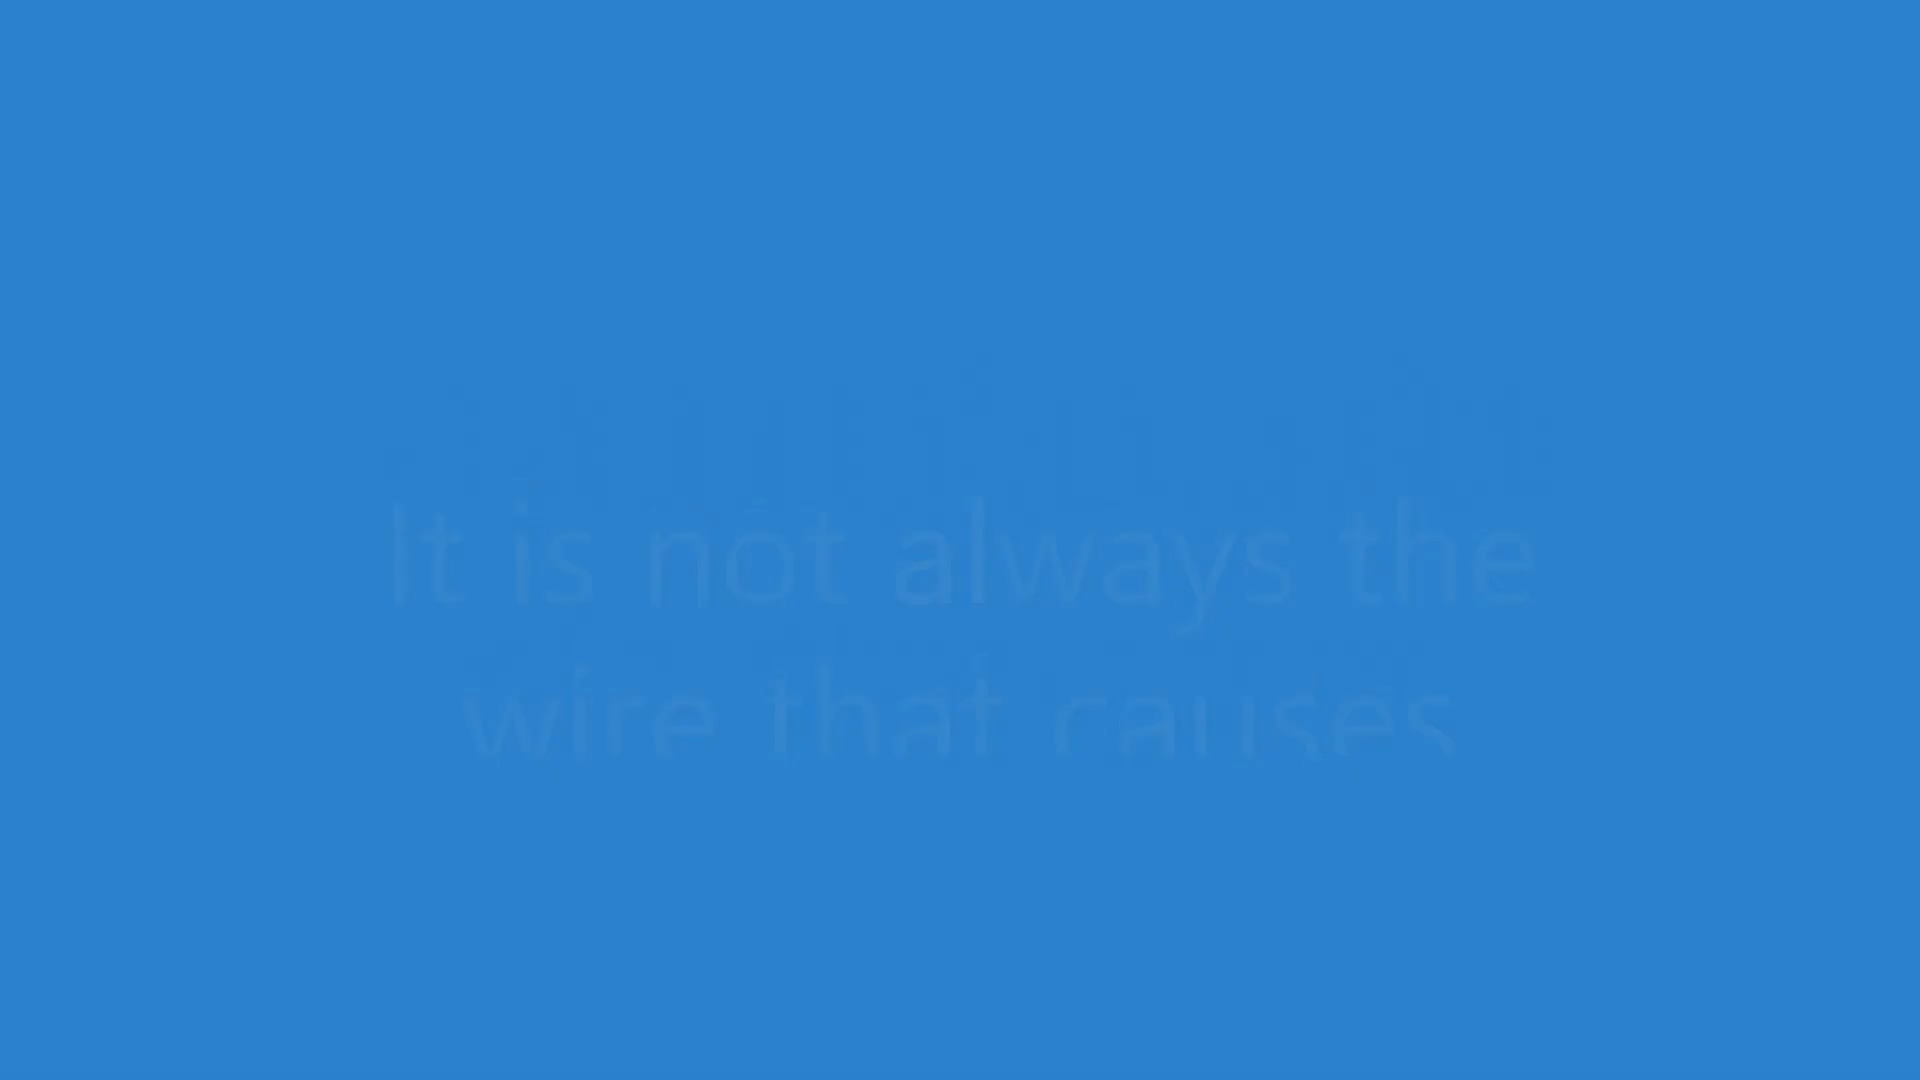 It is not always the
wire that causes